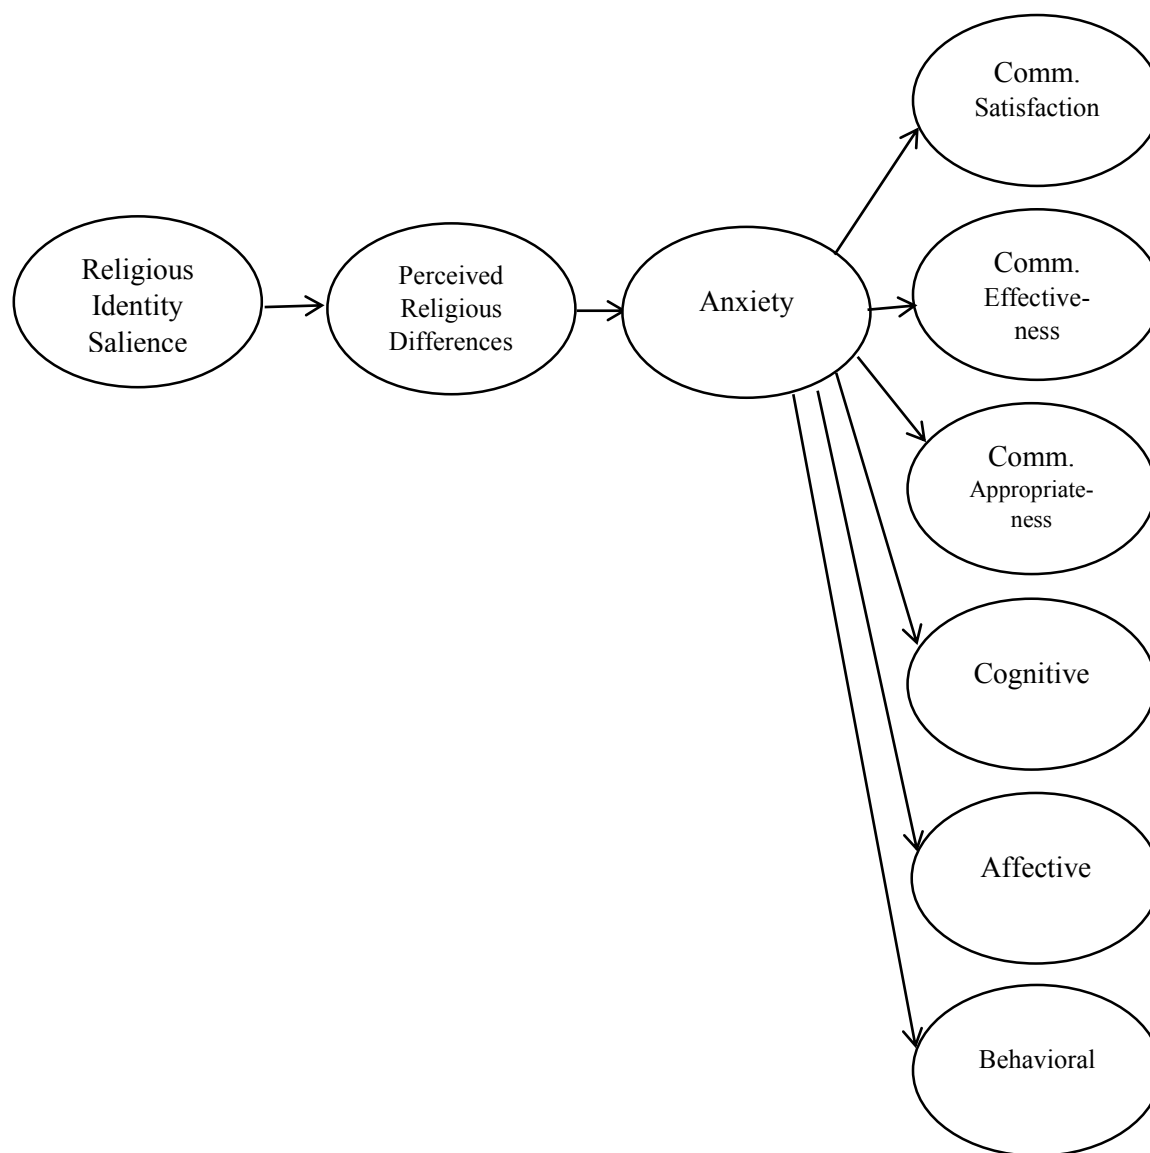 Comm.
Satisfaction
Religious
Identity
Salience
Perceived
Religious
Differences
Anxiety
Comm.
Effective-
ness
Comm.
Appropriate-
ness
Cognitive
Affective
Behavioral